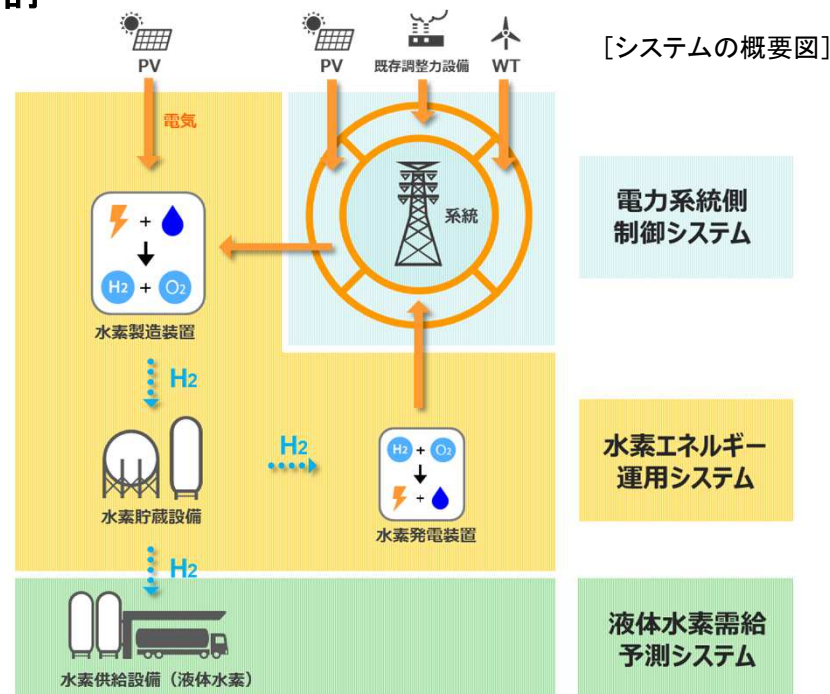 [システムの概要図]
PV
PV
既存調整力設備
WT
電気
系統
電力系統側
制御システム
+
H2 + O2
水素製造装置
H2
水素貯蔵設備
H2
H2 + O2
+
水素発電装置
水素エネルギー
運用システム
H2
水素供給設備（液体水素）
液体水素需給
予測システム